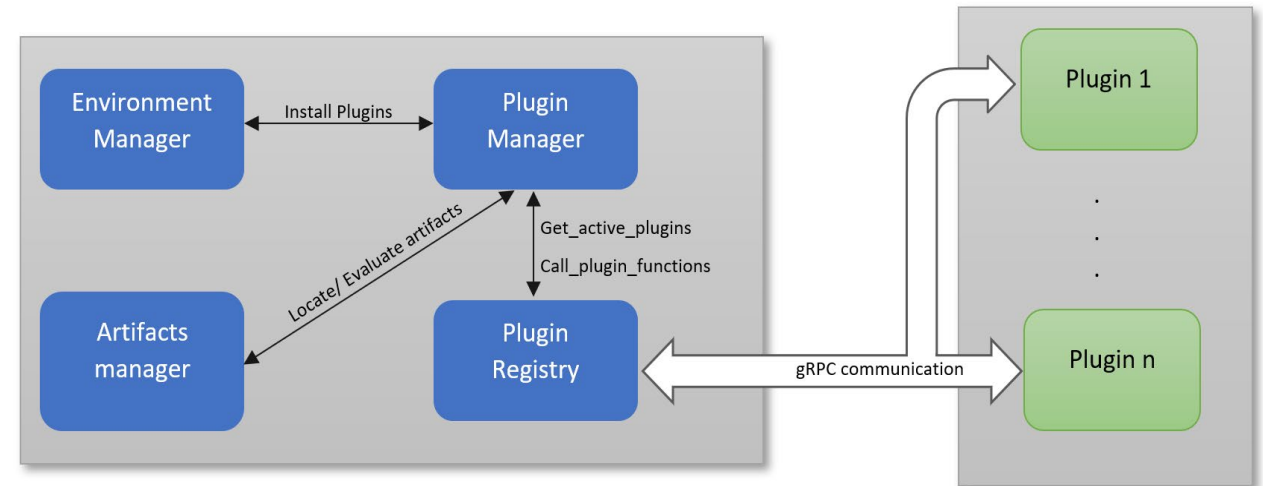 Environment
Manager
Install Plugins
Plugin
Manager
Plugin 1
.
.
.
Get_active_plugins
Call_plugin_functions
Locate/ Evaluate artifacts
Artifacts
manager
Plugin
Registry
gRPC communication
Plugin n